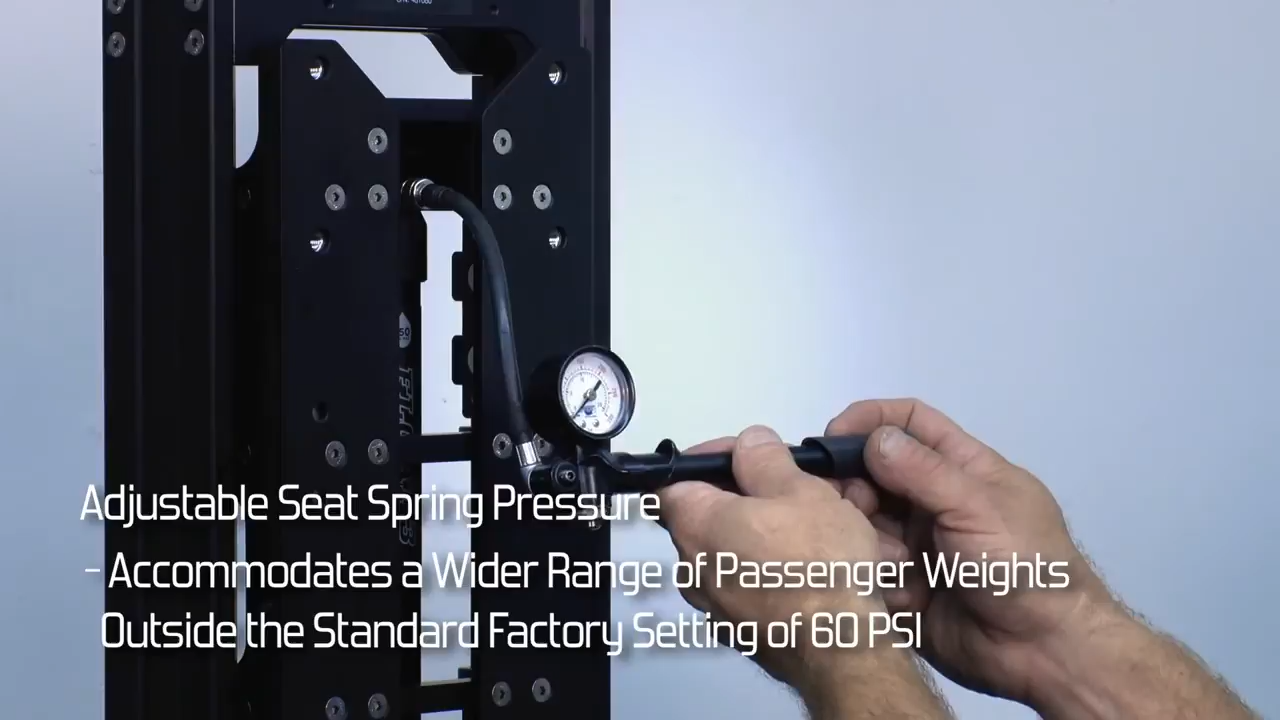 Adjustable Seat Spring Pressure
- Accommodates a Wider Range of Passenger Weights
Outside the Standard Factory Setting of 60 PSI